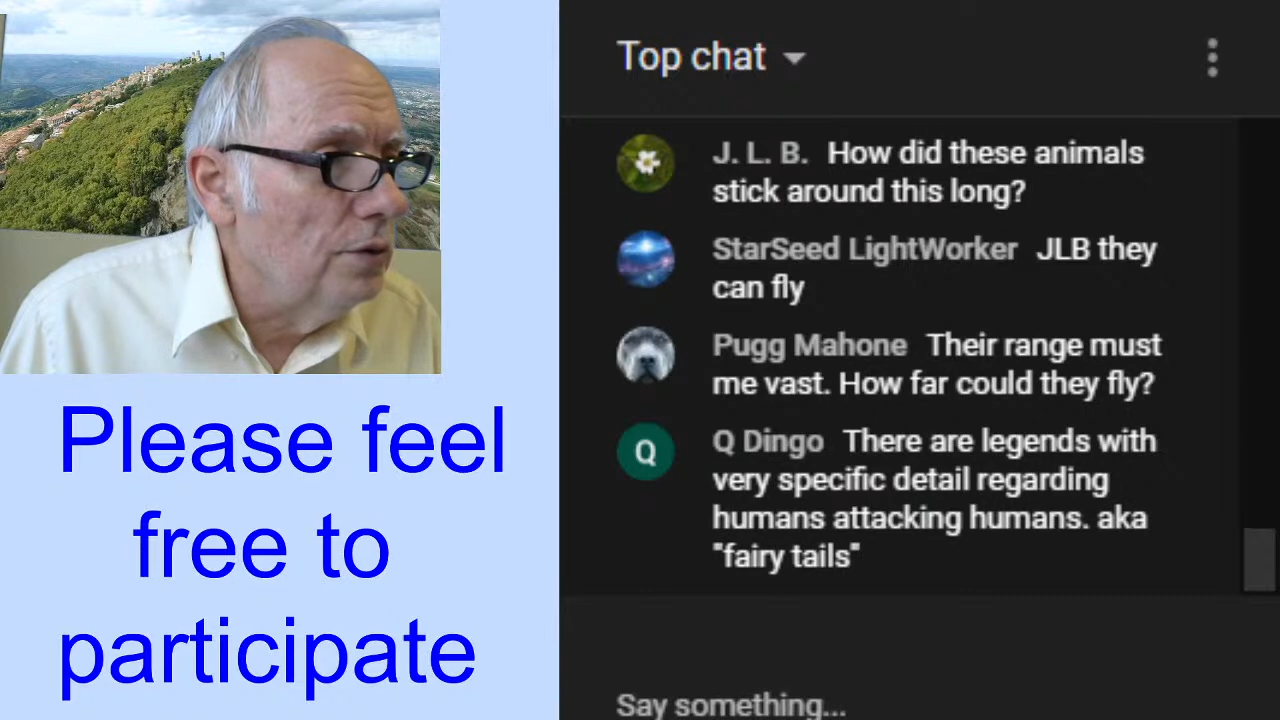 Please feel
free to
participate
Top chat
J. L. B. How did these animals
stick around this long?
StarSeed LightWorker JLB they
can fly
Pugg Mahone Their range must
me vast. How far could they fly?
Q
Q Dingo There are legends with
very specific detail regarding
humans attacking humans. aka
"fairy tails"
Say something...